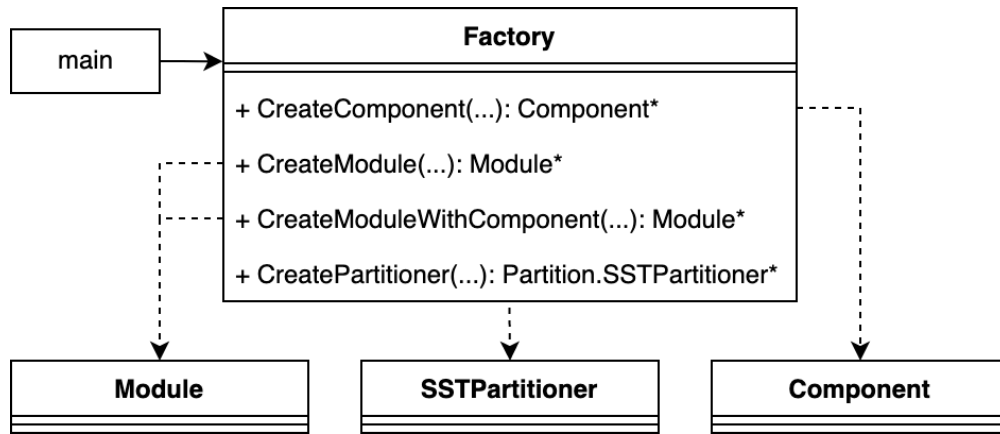 main
Factory
+ CreateComponent(...): Component*
+ CreateModule(...): Module*
+ CreateModuleWithComponent(...): Module*
+ CreatePartitioner(...): Partition.SSTPartitioner*
Module
SSTPartitioner
Component